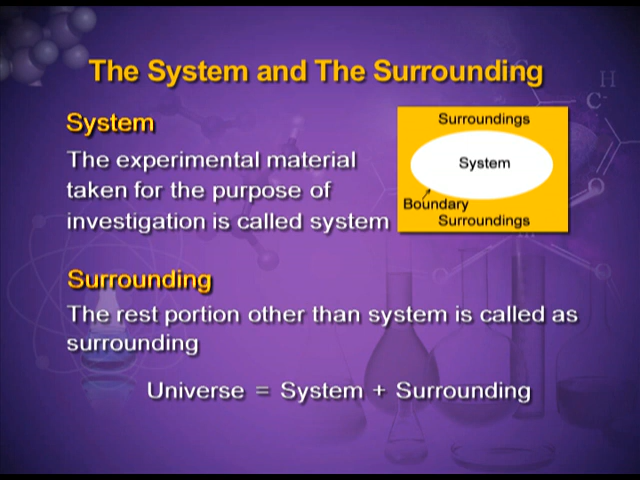 The System and The Surrounding
System
The experimental material
taken for the purpose of
investigation is called system
Surroundings
System
Boundary
Surroundings
Surrounding
The rest portion other than system is called as
surrounding
Universe = System + Surrounding
H
C